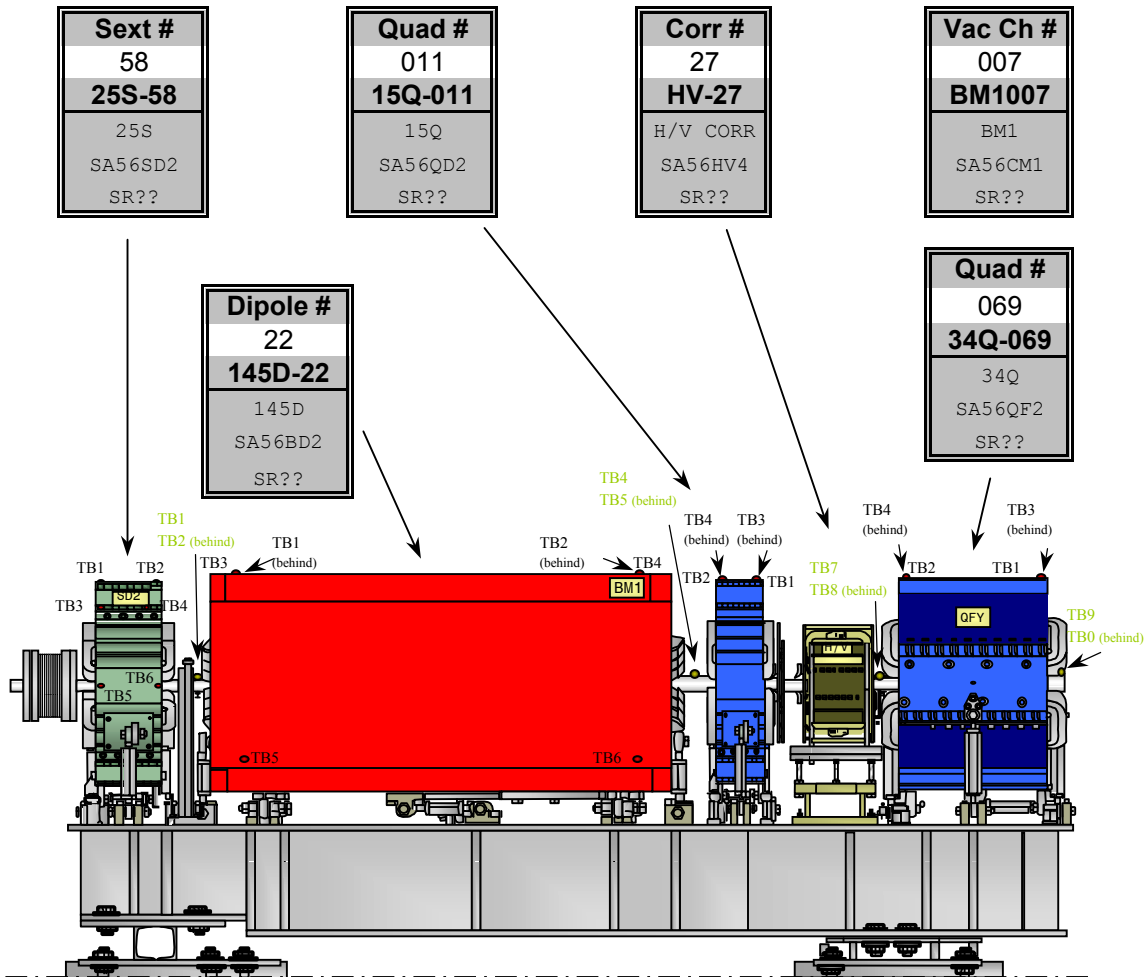 Sext #
58
25S-58
25S
SA56SD2
SR??
Quad #
011
15Q-011
15Q
SA56QD2
SR??
Corr #
27
HV-27
H/V CORR
SA56HV4
SR??
Vac Ch #
007
BM1007
BM1
SA56CM1
SR??
Dipole #
22
145D-22
145D
SA56BD2
SR??
Quad #
069
34Q-069
34Q
SA56QF2
SR??
TB1
TB2 (behind)
TB4
TB5 (behind)
TB7
TB8 (behind)
TB9
TB0 (behind)
TB1
TB2
TB3
TB4
SD2
TB5
TB6
TB3
TB1
(behind)
TB2
(behind)
TB4
BM1
TB5
TB6
TB4
(behind)
TB3
(behind)
TB2
TB1
H/V
TB4
(behind)
TB3
(behind)
TB2
TB1
QFY